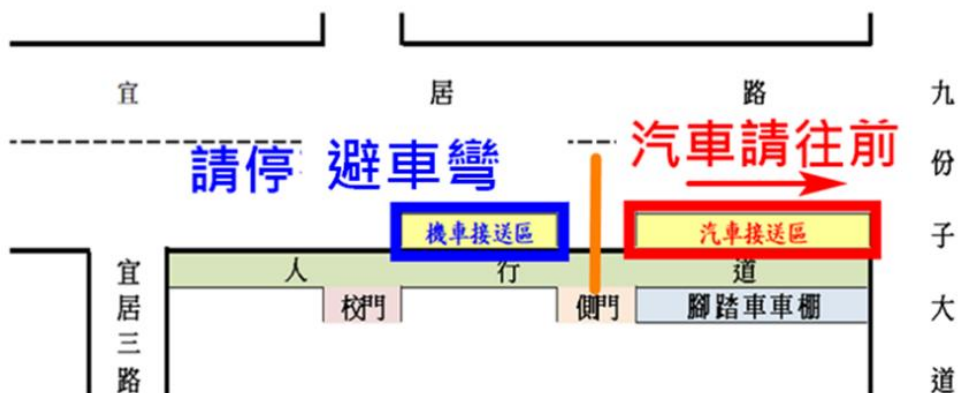 宜居路
請停 避車彎
汽車請往前
機車接送區
汽車接送區
人行道
校門
側門
腳踏車車棚
宜居三路
九份子大道